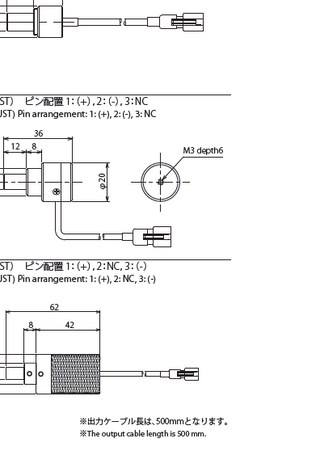 ST) ピン配置 1：(+) , 2：(-) , 3：NC
JST) Pin arrangement: 1: (+), 2: (-), 3: NC
36
12
8
M3 depth6
φ20
ST) ピン配置 1：(+) , 2：NC, 3：(-)
JST) Pin arrangement: 1: (+), 2: NC, 3: (-)
62
8
42
※出力ケーブル長は、500mmとなります。
※The output cable length is 500 mm.